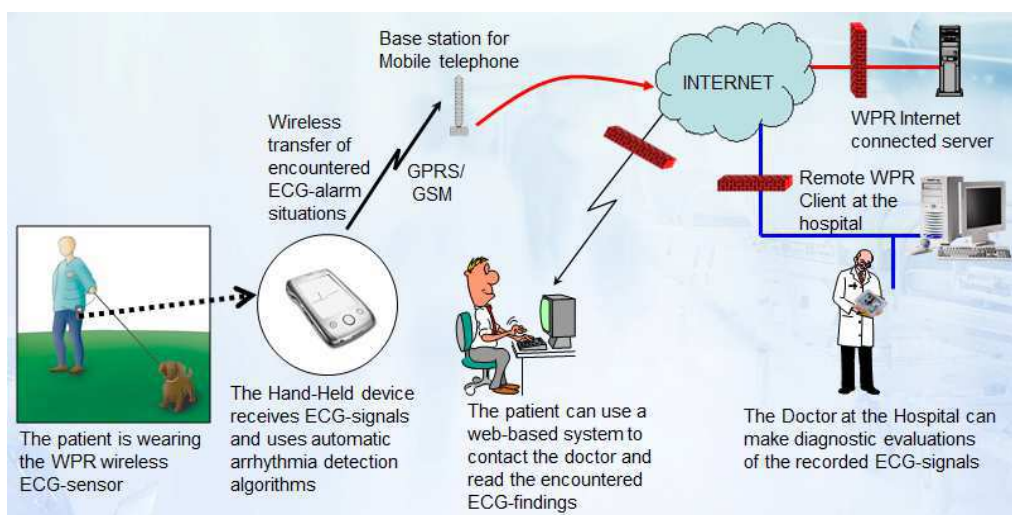 Base station for
Mobile telephone
Wireless
transfer of
encountered
ECG-alarm
situations
GPRS/
GSM
INTERNET
WPR Internet
connected server
Remote WPR
Client at the
hospital
The patient is wearing
the WPR wireless
ECG-sensor
The Hand-Held device
receives ECG-signals
and uses automatic
arrhythmia detection
algorithms
The patient can use a
web-based system to
contact the doctor and
read the encountered
ECG-findings
The Doctor at the Hospital can
make diagnostic evaluations
of the recorded ECG-signals